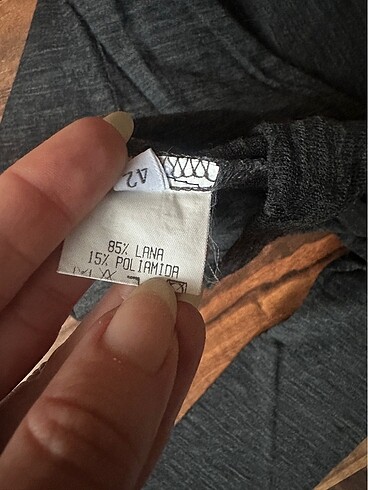 42
85% LANA
15% POLIAMIDA